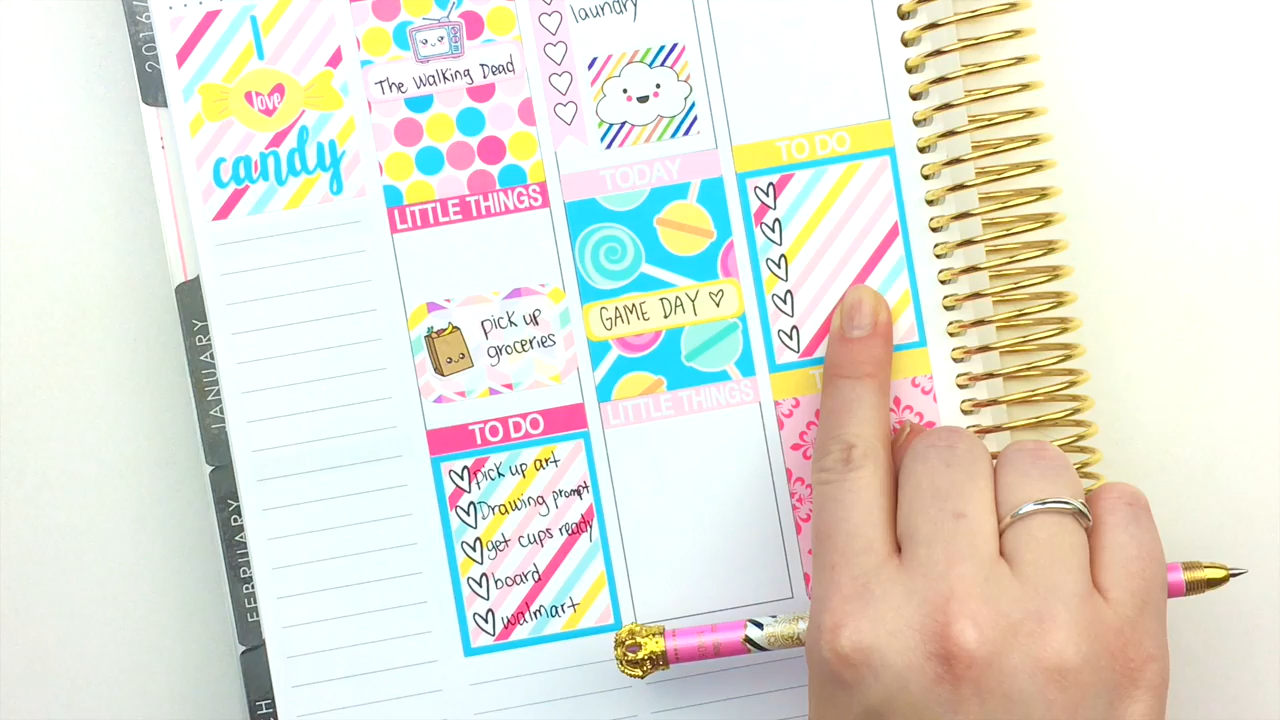 2016
JANUARY
FEBRUARY
I
love
candy
The Walking Dead
LITTLE THINGS
pick up
groceries
TO DO
pick up art
Drawing prompt
get cups ready
board
walmart
laundry
TODAY
GAME DAY
LITTLE THINGS
TO DO